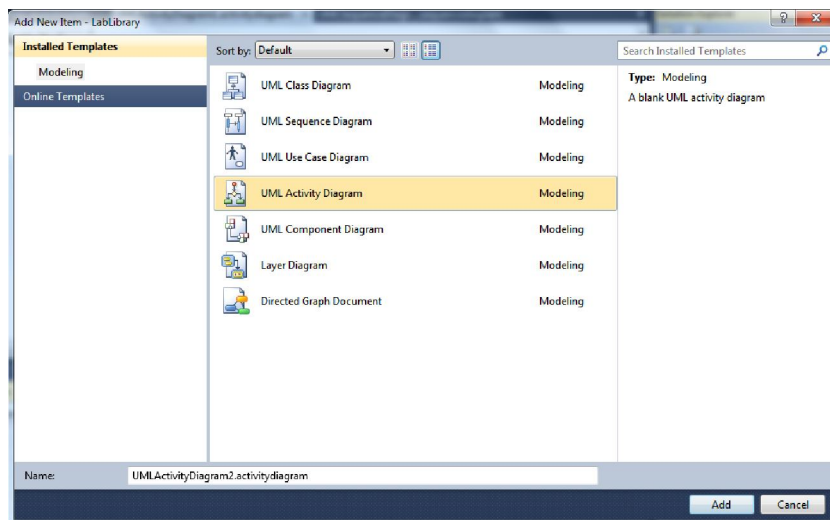 Add New Item - LabLibrary
Installed Templates
Modeling
Online Templates
Sort by: Default
Search Installed Templates
UML Class Diagram Modeling
UML Sequence Diagram Modeling
UML Use Case Diagram Modeling
UML Activity Diagram Modeling
UML Component Diagram Modeling
Layer Diagram Modeling
Directed Graph Document Modeling
Type: Modeling
A blank UML activity diagram
Name: UMLActivityDiagram2.activitydiagram
Add Cancel